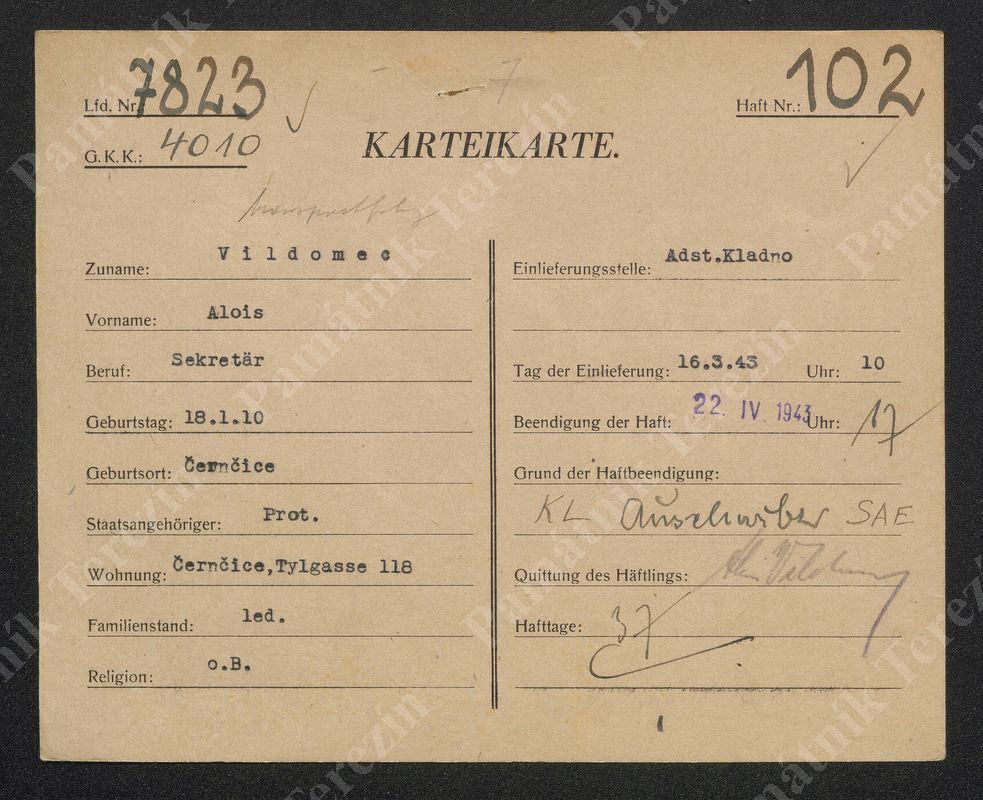 Lfd. Nr. 7823
Haft Nr.: 102
G. K. K.: 4010
KARTEIKARTE.
Zuname: Vildomec
Vorname: Alois
Beruf: Sekretär
Geburtstag: 18.1.10
Geburtsort: Černčice
Staatsangehöriger: Prot.
Wohnung: Černčice,Tylgasse 118
Familienstand: led.
Religion: o.B.
Einlieferungsstelle: Adst.Kladno
Tag der Einlieferung: 16.3.43 Uhr: 10
Beendigung der Haft: 22. IV 1943 Uhr: 17
Grund der Haftbeendigung:
KL SAE
Quittung des Häftlings:
Hafttage: 37
Památník Terezín